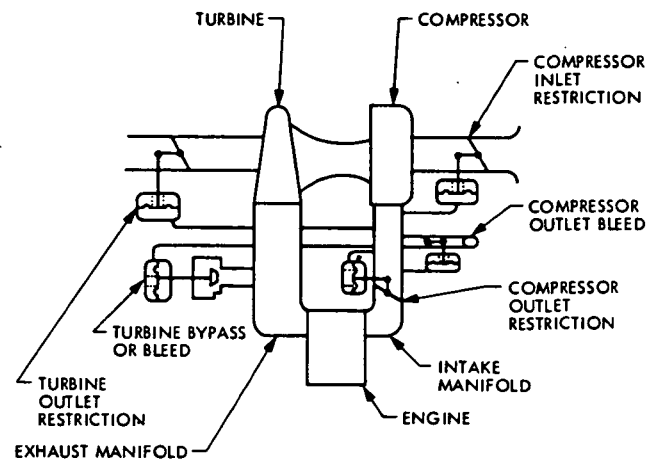 TURBINE
COMPRESSOR
COMPRESSOR
INLET
RESTRICTION
COMPRESSOR
OUTLET BLEED
COMPRESSOR
OUTLET
RESTRICTION
TURBINE BYPASS
OR BLEED
INTAKE
MANIFOLD
TURBINE
OUTLET
RESTRICTION
ENGINE
EXHAUST MANIFOLD